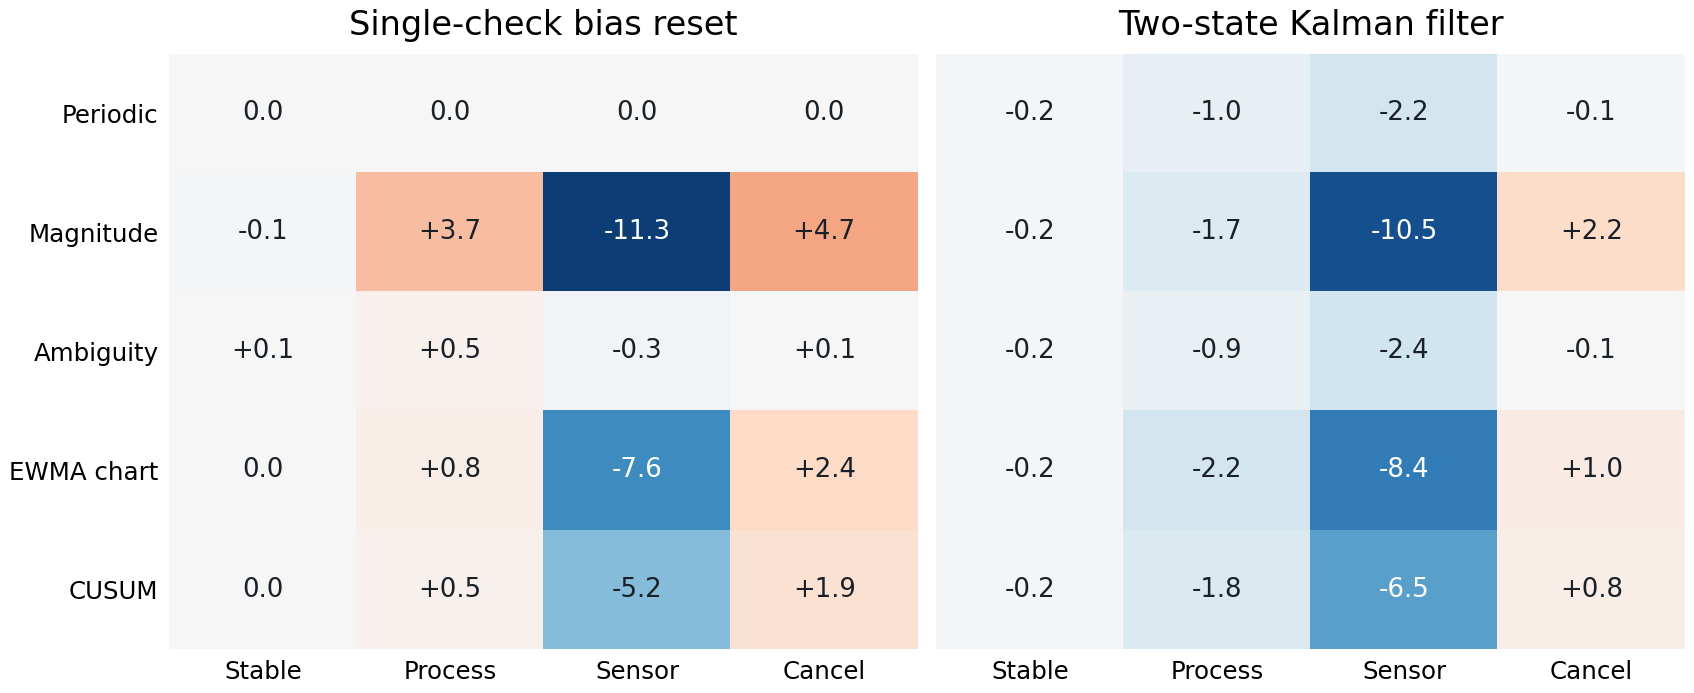 Single-check bias reset Two-state Kalman filter
Periodic 0.0 0.0 0.0 0.0 -0.2 -1.0 -2.2 -0.1
Magnitude -0.1 +3.7 -11.3 +4.7 -0.2 -1.7 -10.5 +2.2
Ambiguity +0.1 +0.5 -0.3 +0.1 -0.2 -0.9 -2.4 -0.1
EWMA chart 0.0 +0.8 -7.6 +2.4 -0.2 -2.2 -8.4 +1.0
CUSUM 0.0 +0.5 -5.2 +1.9 -0.2 -1.8 -6.5 +0.8
Stable Process Sensor Cancel Stable Process Sensor Cancel